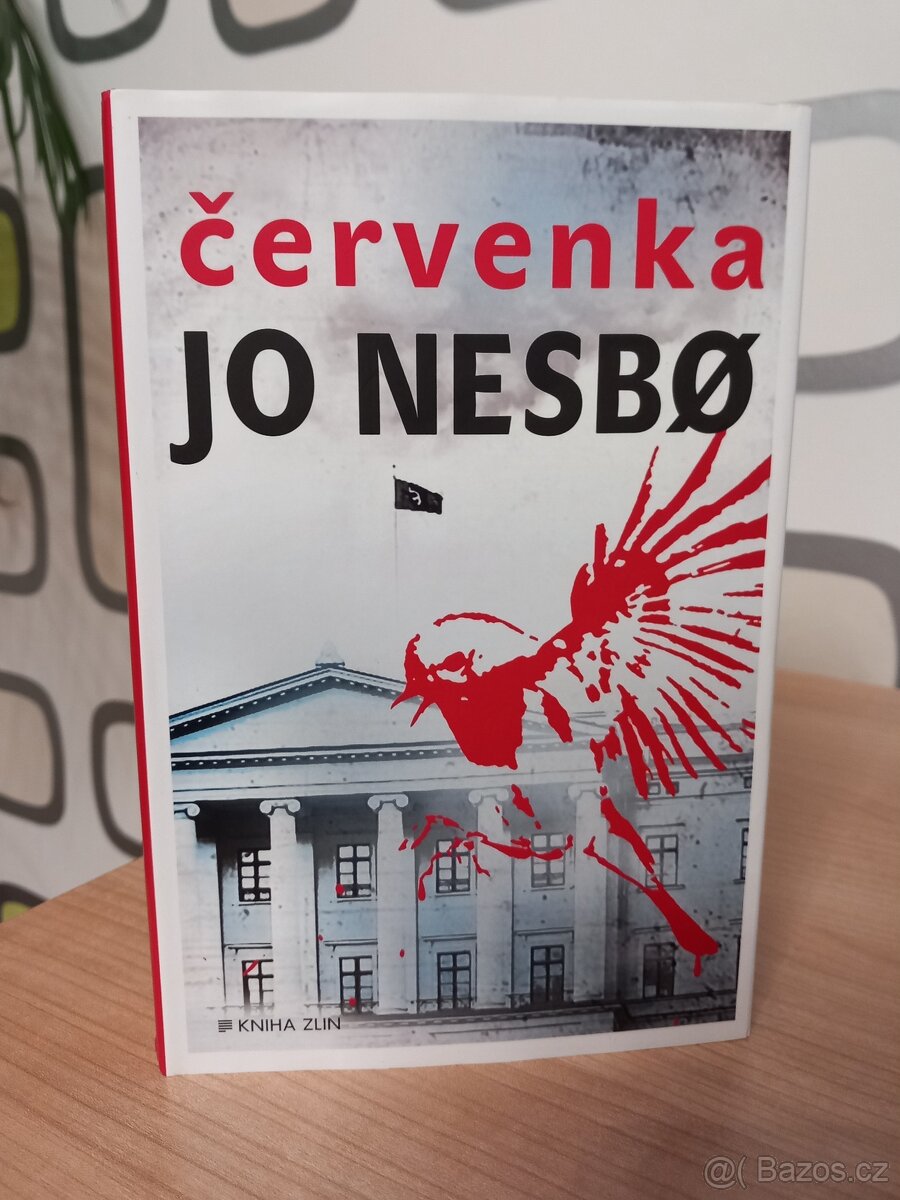 červenka
JO NESBØ
KNIHA ZLIN
@( Bazos.cz